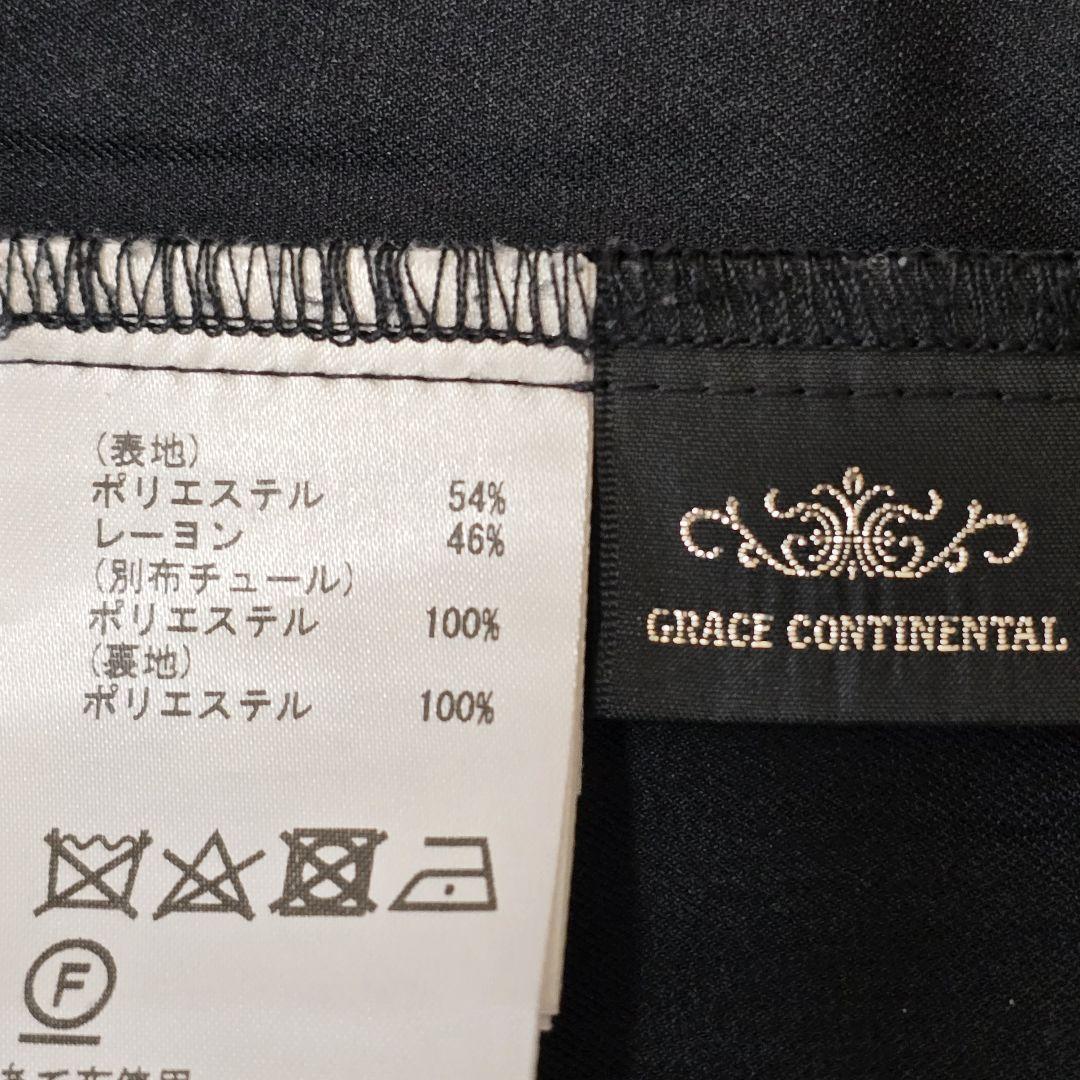 (表地)
ポリエステル 54%
レーヨン 46%
(別布チュール)
ポリエステル 100%
(裏地)
ポリエステル 100%
F
GRACE CONTINENTAL